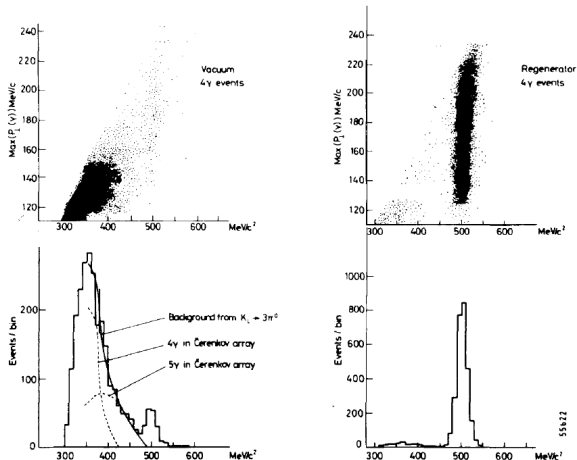 240
220
200
180
160
140
120
Max (P⊥(γ)) MeV/c
Vacuum
4γ events
300 400 500 600 MeV/c²
240
220
200
180
160
140
120
Max (P⊥(γ)) MeV/c
Regenerator
4γ events
300 400 500 600 MeV/c²
200
100
0
Events / bin
Background from K_L → 3π⁰
4γ in Čerenkov array
5γ in Čerenkov array
300 400 500 600 MeV/c²
1000
800
600
400
200
0
Events / bin
300 400 500 600 MeV/c²
55622